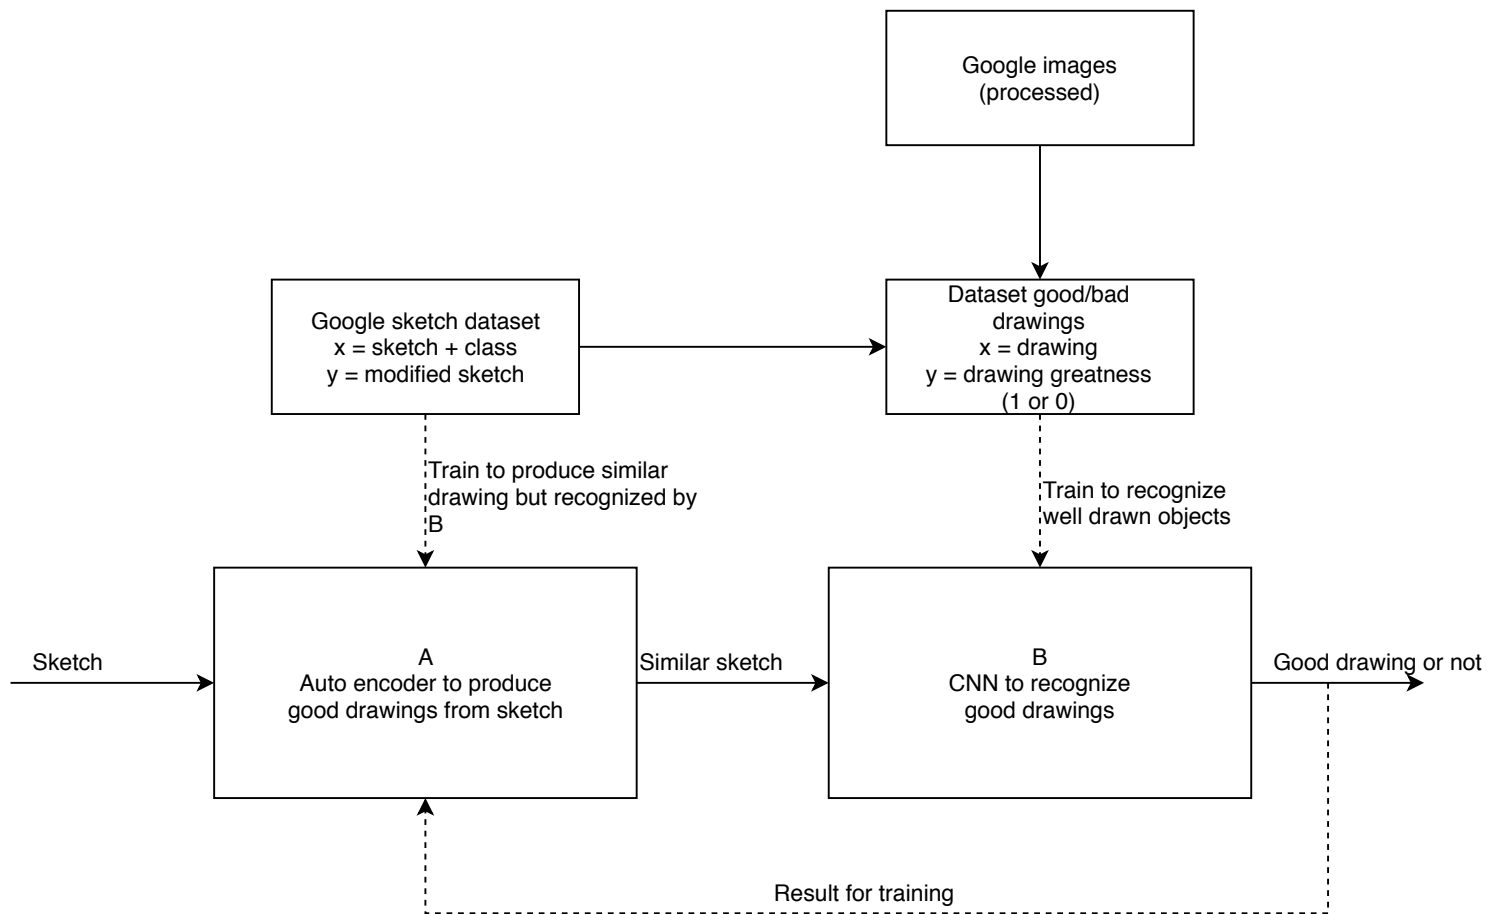 Google images
(processed)
Google sketch dataset
x = sketch + class
y = modified sketch
Dataset good/bad
drawings
x = drawing
y = drawing greatness
(1 or 0)
Train to produce similar
drawing but recognized by
B
Train to recognize
well drawn objects
Sketch
A
Auto encoder to produce
good drawings from sketch
Similar sketch
B
CNN to recognize
good drawings
Good drawing or not
Result for training